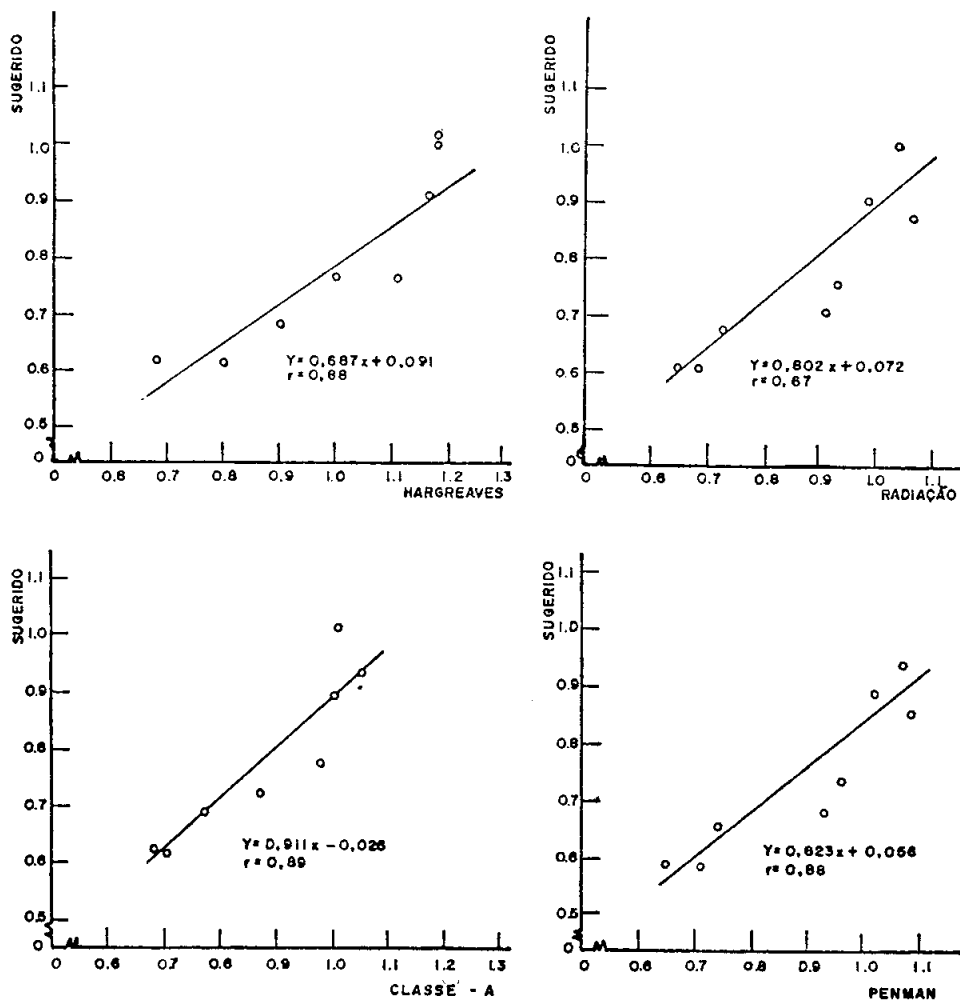 SUGERIDO
1.1
1.0
0.9
0.8
0.7
0.6
0.5
0
Y=0,687x+0,091
r=0,88
0 0.6 0.7 0.8 0.9 1.0 1.1 1.2 1.3
HARGREAVES
SUGERIDO
1.1
1.0
0.9
0.8
0.7
0.6
0.5
0
Y=0,802x+0,072
r=0,67
0 0.6 0.7 0.8 0.9 1.0 1.1
RADIAÇÃO
SUGERIDO
1.1
1.0
0.9
0.8
0.7
0.6
0.5
0
Y=0,911x-0,025
r=0,89
0 0.6 0.7 0.8 0.9 1.0 1.1 1.2 1.3
CLASSE - A
SUGERIDO
1.1
1.0
0.9
0.8
0.7
0.6
0.5
0
Y=0,823x+0,056
r=0,88
0 0.6 0.7 0.8 0.9 1.0 1.1
PENMAN